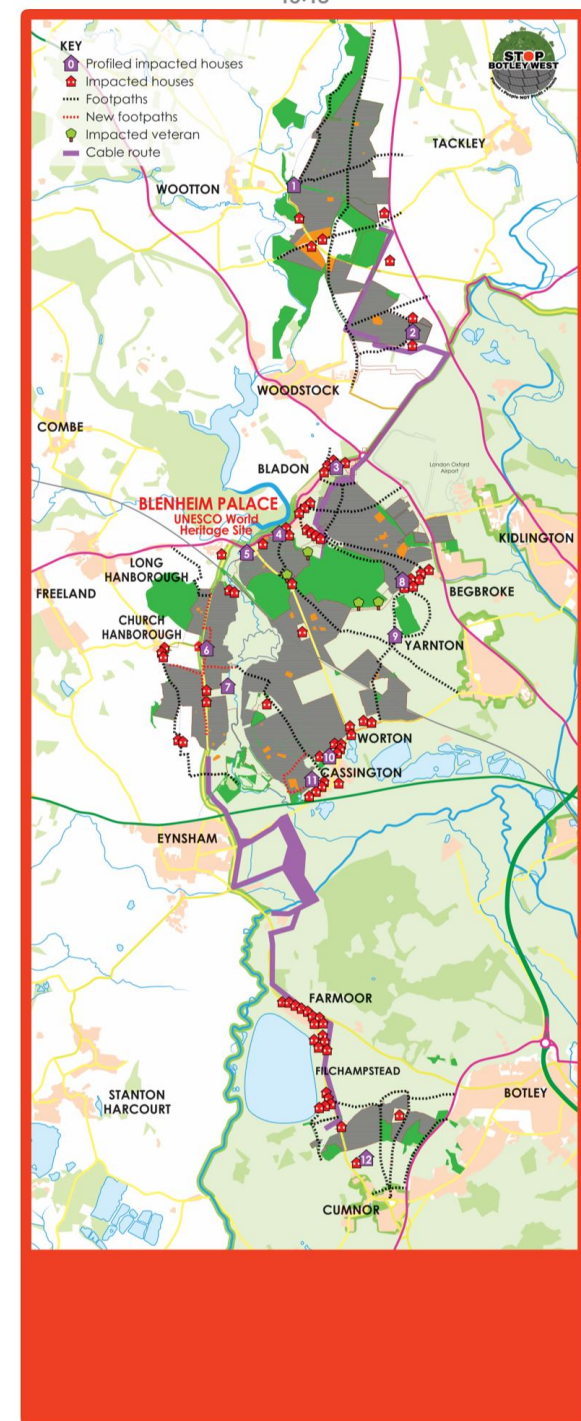 KEY
0 Profiled impacted houses
Impacted houses
Footpaths
New footpaths
Impacted veteran
Cable route
STOP
BOTLEY WEST
TACKLEY
WOOTTON
1
2
WOODSTOCK
COMBE
BLADON
3
London Oxford
Airport
BLENHEIM PALACE
UNESCO World
Heritage Site
4
KIDLINGTON
5
LONG
HANBOROUGH
FREELAND
8
BEGBROKE
CHURCH
HANBOROUGH
9
6
YARNTON
7
WORTON
10
CASSINGTON
11
EYNSHAM
FARMOOR
FILCHAMPSTEAD
STANTON
HARCOURT
BOTLEY
12
CUMNOR